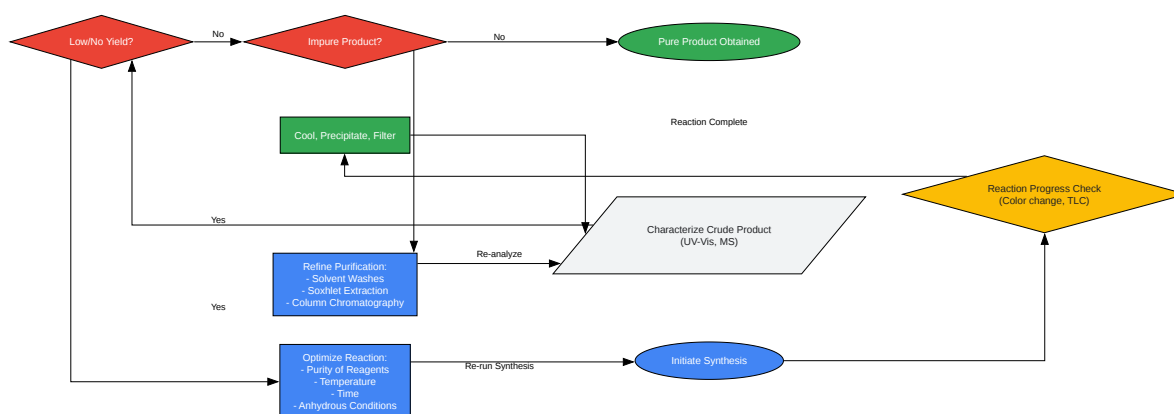 Low/No Yield?
No
Impure Product?
No
Pure Product Obtained
Reaction Complete
Cool, Precipitate, Filter
Reaction Progress Check
(Color change, TLC)
Yes
Characterize Crude Product
(UV-Vis, MS)
Re-analyze
Refine Purification:
- Solvent Washes
- Soxhlet Extraction
- Column Chromatography
Yes
Optimize Reaction:
- Purity of Reagents
- Temperature
- Time
- Anhydrous Conditions
Re-run Synthesis
Initiate Synthesis